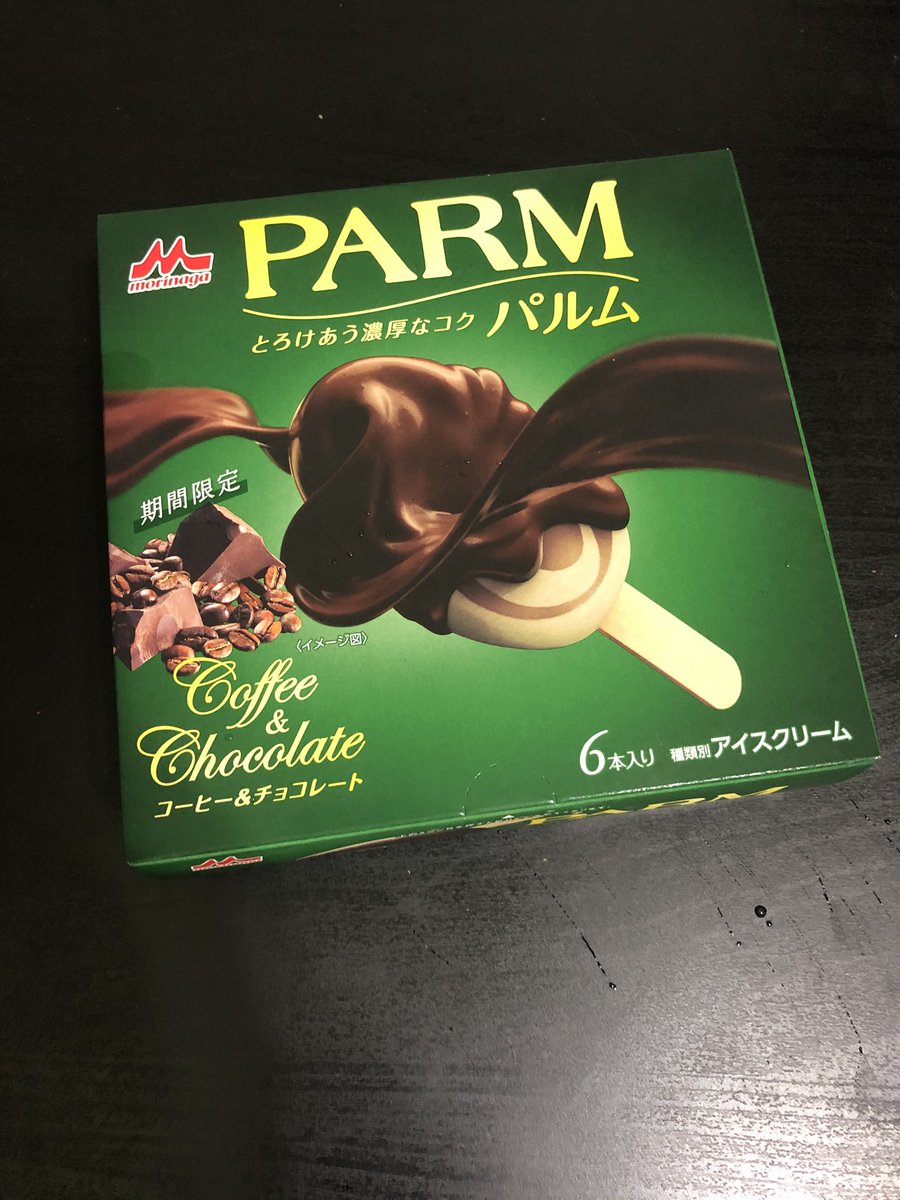 morinaga
PARM
とろけあう濃厚なコク パルム
期間限定
〈イメージ図〉
Coffee
&
Chocolate
コーヒー&チョコレート
6本入り 種類別 アイスクリーム
PARM